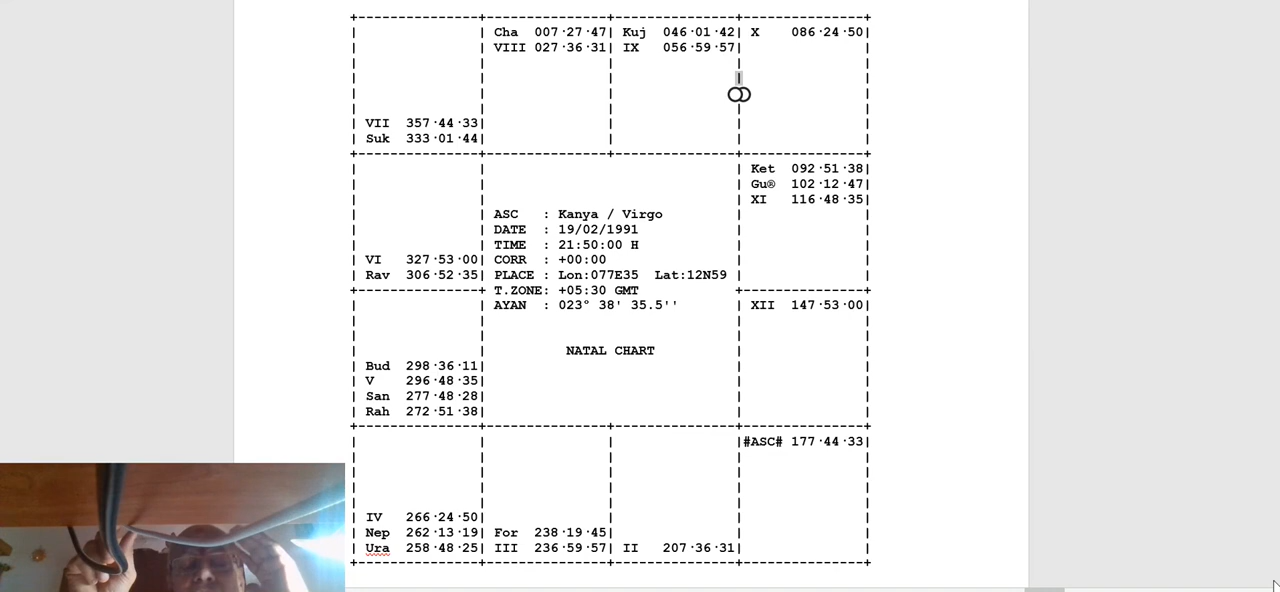 Cha 007·27·47 Kuj 046·01·42 X 086·24·50
VIII 027·36·31 IX 056·59·57
VII 357·44·33
Suk 333·01·44
Ket 092·51·38
Gu® 102·12·47
XI 116·48·35
ASC : Kanya / Virgo
DATE : 19/02/1991
TIME : 21:50:00 H
VI 327·53·00 CORR : +00:00
Rav 306·52·35 PLACE : Lon:077E35 Lat:12N59
T.ZONE: +05:30 GMT
AYAN : 023° 38' 35.5'' XII 147·53·00
NATAL CHART
Bud 298·36·11
V 296·48·35
San 277·48·28
Rah 272·51·38
#ASC# 177·44·33
IV 266·24·50
Nep 262·13·19 For 238·19·45
Ura 258·48·25 III 236·59·57 II 207·36·31